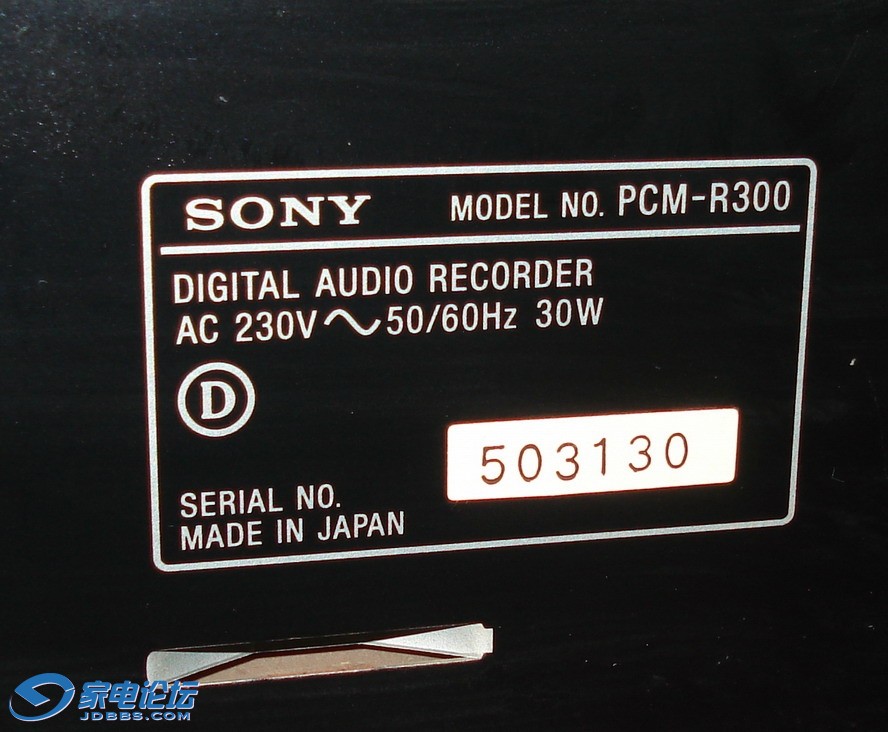 SONY MODEL NO. PCM-R300
DIGITAL AUDIO RECORDER
AC 230V～50/60Hz 30W
D
503130
SERIAL NO.
MADE IN JAPAN
家电论坛
JDBBS.COM